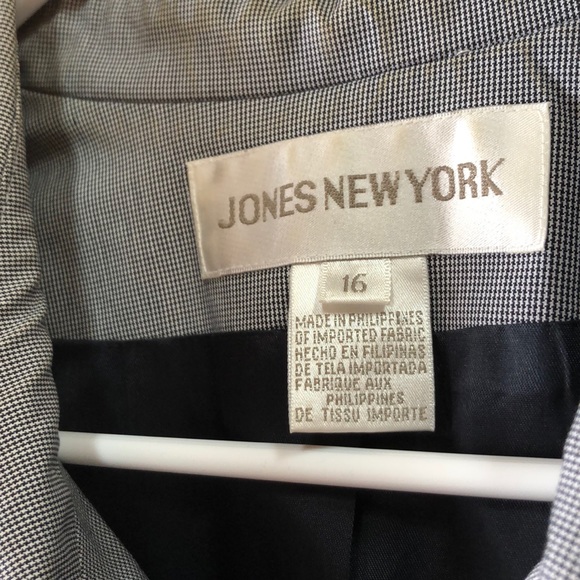 JONES NEW YORK
16
MADE IN PHILIPPINES
OF IMPORTED FABRIC
HECHO EN FILIPINAS
DE TELA IMPORTADA
FABRIQUE AUX
PHILIPPINES
DE TISSU IMPORTE